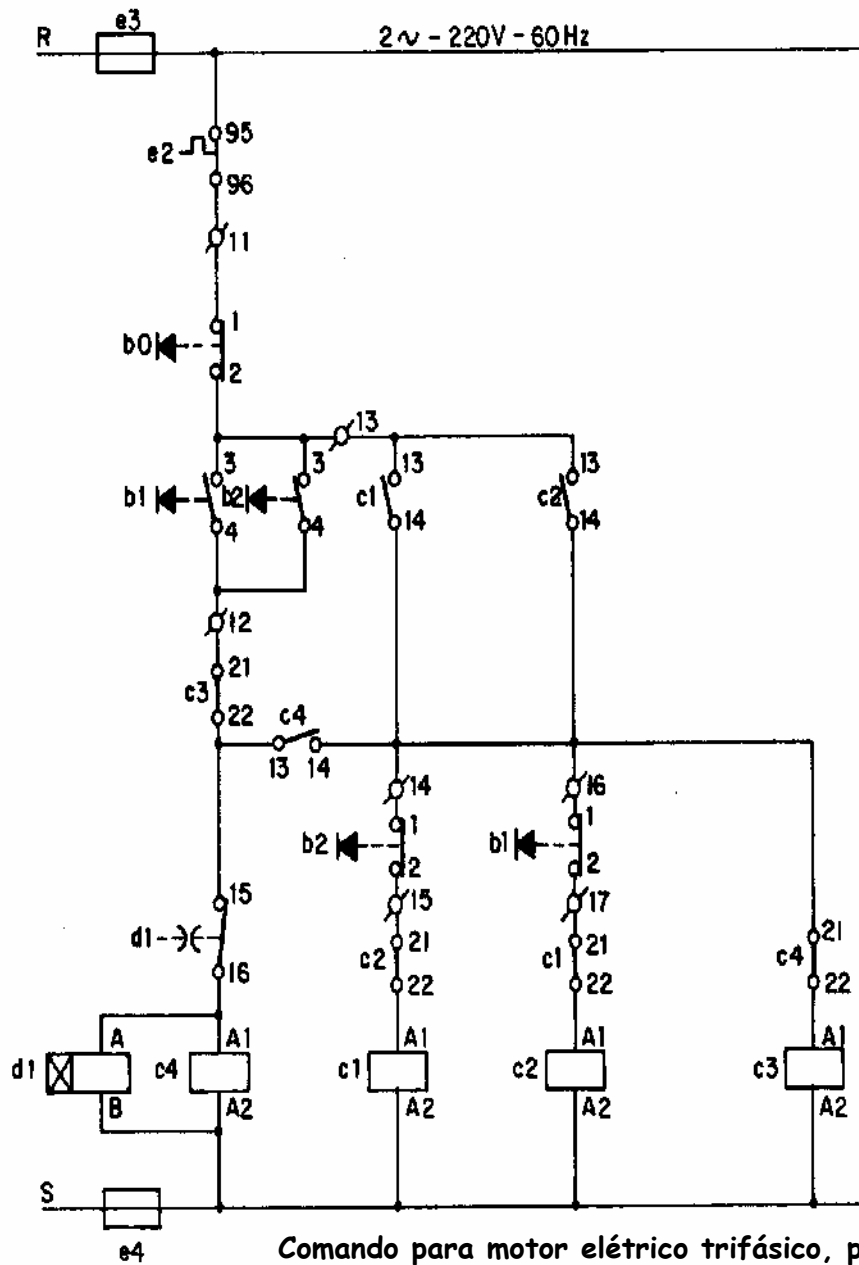 e3
R 2~-220V-60Hz
95
e2
96
11
1
b0
2
13
3 3 13 13
b1 b2 c1 c2
4 4 14 14
12
21
c3
22 c4
13 14
14 16
1 1
b2 b1
2 2
15 15 17
d1 21 21 21
c2 c1 c4
16 22 22 22
A A1 A1 A1 A1
d1 c4 c1 c2 c3
B A2 A2 A2 A2
S
e4 Comando para motor elétrico trifásico, p